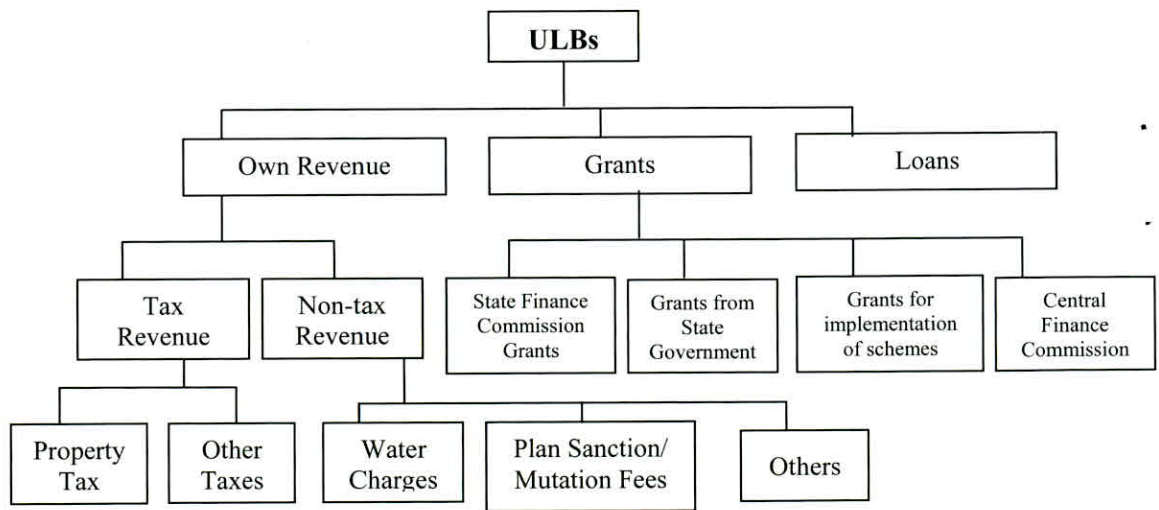 ULBs
Own Revenue
Grants
Loans
Tax
Revenue
Non-tax
Revenue
State Finance
Commission
Grants
Grants from
State
Government
Grants for
implementation
of schemes
Central
Finance
Commission
Property
Tax
Other
Taxes
Water
Charges
Plan Sanction/
Mutation Fees
Others